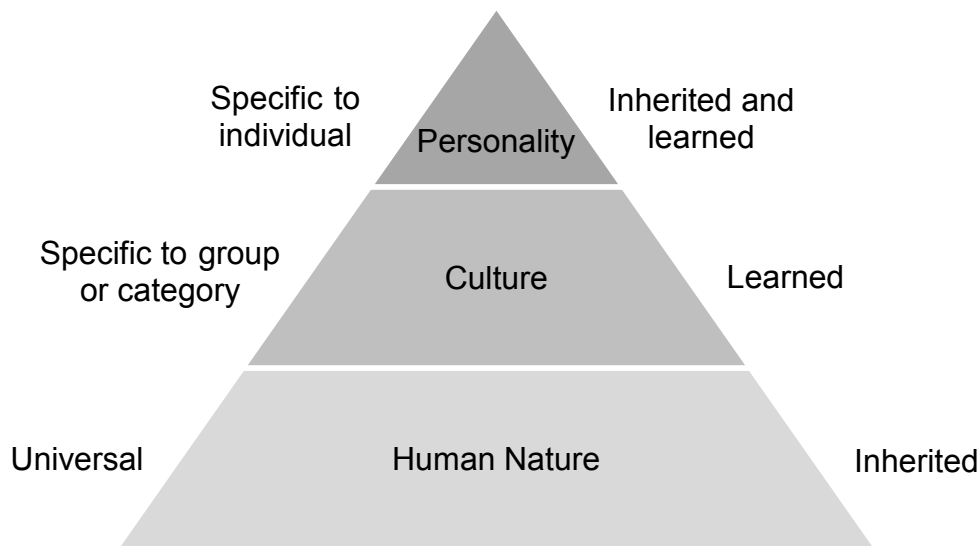 Specific to
individual
Personality
Inherited and
learned
Specific to group
or category
Culture
Learned
Universal
Human Nature
Inherited